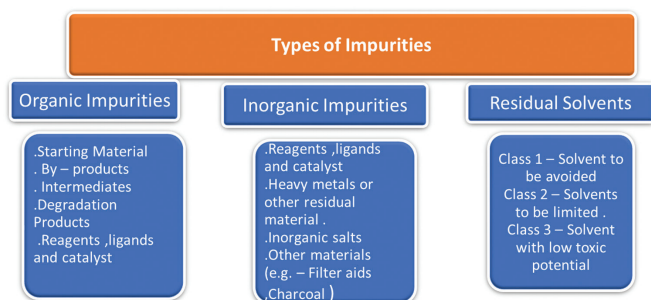 Types of Impurities
Organic Impurities
.Starting Material
. By – products
. Intermediates
.Degradation
Products
.Reagents ,ligands
and catalyst
Inorganic Impurities
.Reagents ,ligands
and catalyst
.Heavy metals or
other residual
material .
.Inorganic salts
.Other materials
(e.g. – Filter aids
,Charcoal )
Residual Solvents
Class 1 – Solvent to
be avoided
Class 2 – Solvents
to be limited .
Class 3 – Solvent
with low toxic
potential